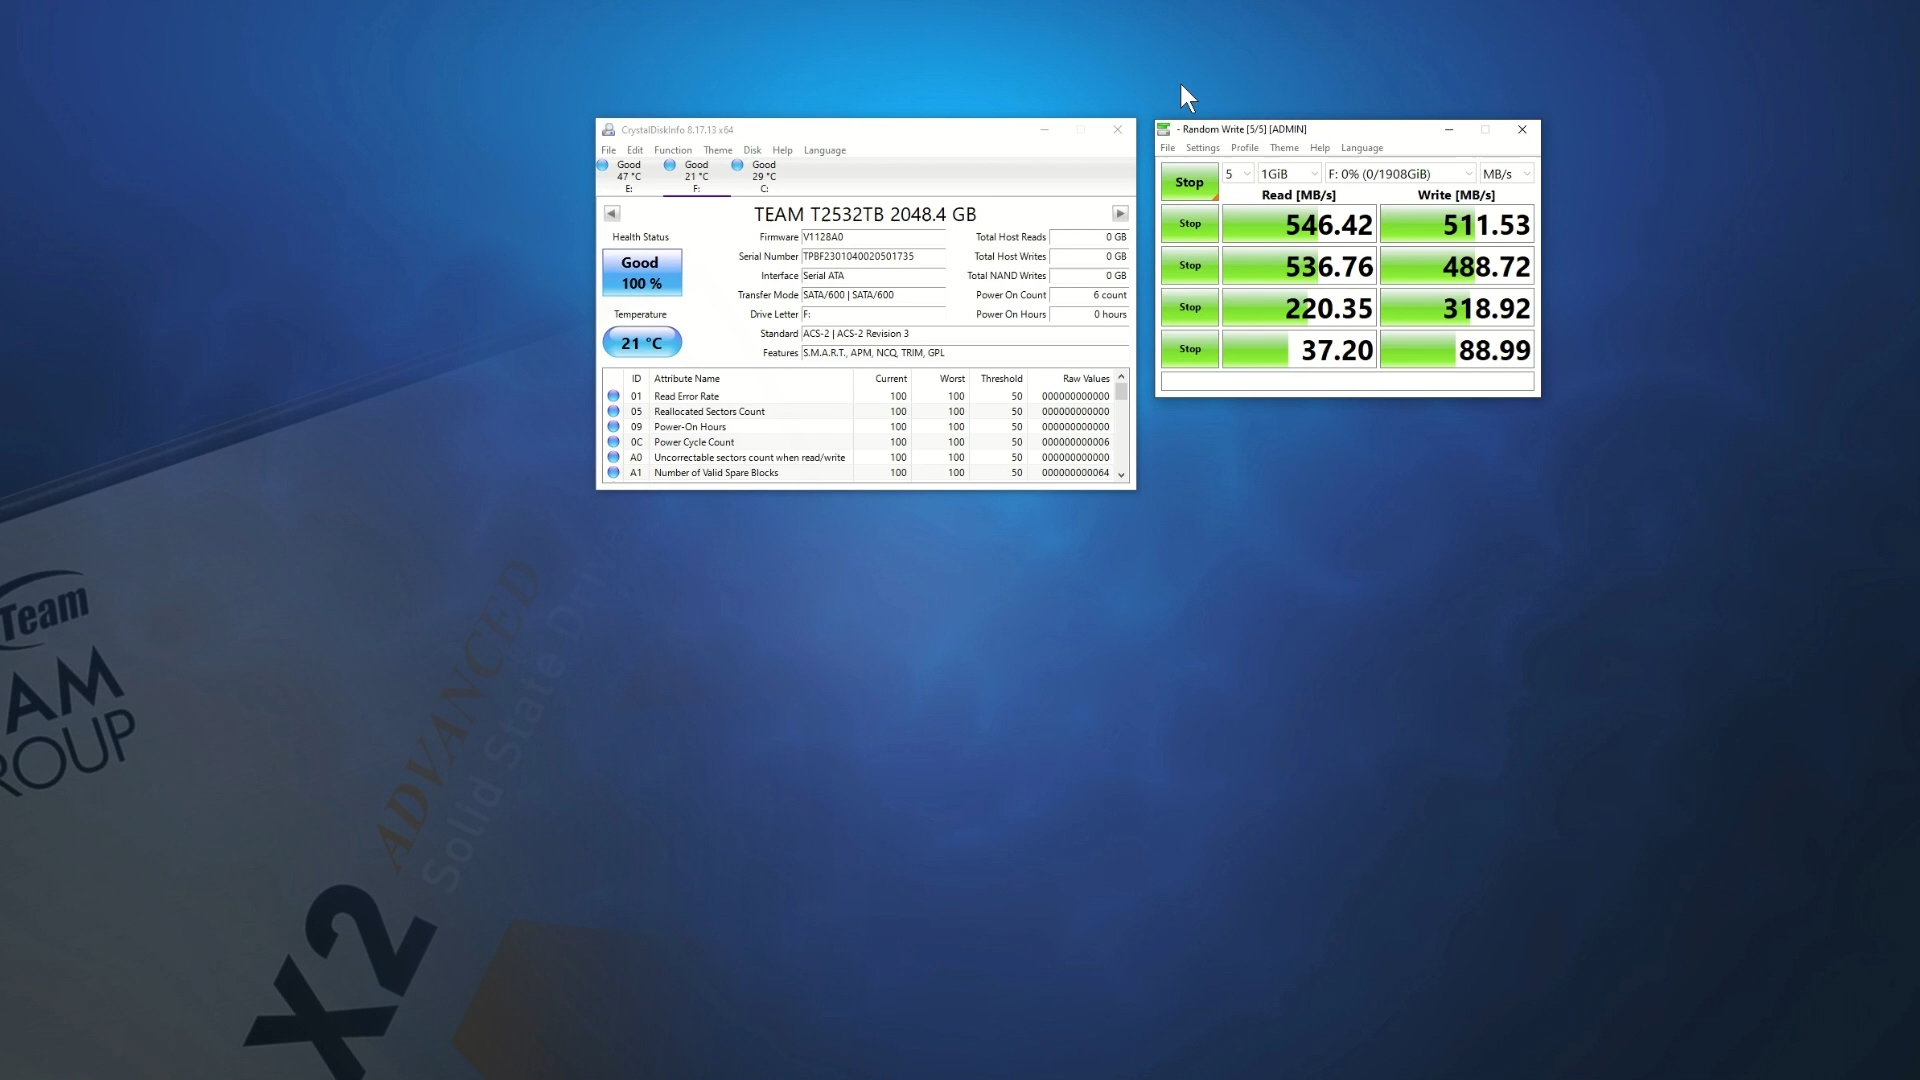 CrystalDiskInfo 8.17.13 x64
File Edit Function Theme Disk Help Language
Good Good Good
47 °C 21 °C 29 °C
E: F: C:
TEAM T2532TB 2048.4 GB
Health Status
Good
100 %
Temperature
21 °C
Firmware V1128A0
Serial Number TPBF2301040020501735
Interface Serial ATA
Transfer Mode SATA/600 | SATA/600
Drive Letter F:
Standard ACS-2 | ACS-2 Revision 3
Features S.M.A.R.T., APM, NCQ, TRIM, GPL
Total Host Reads 0 GB
Total Host Writes 0 GB
Total NAND Writes 0 GB
Power On Count 6 count
Power On Hours 0 hours
ID Attribute Name Current Worst Threshold Raw Values
01 Read Error Rate 100 100 50 000000000000
05 Reallocated Sectors Count 100 100 50 000000000000
09 Power-On Hours 100 100 50 000000000000
0C Power Cycle Count 100 100 50 000000000006
A0 Uncorrectable sectors count when read/write 100 100 50 000000000000
A1 Number of Valid Spare Blocks 100 100 50 000000000064
- Random Write [5/5] [ADMIN]
File Settings Profile Theme Help Language
Stop 5 1GiB F: 0% (0/1908GiB) MB/s
Read [MB/s] Write [MB/s]
Stop 546.42 511.53
Stop 536.76 488.72
Stop 220.35 318.92
Stop 37.20 88.99
Team
AM
ROUP
ADVANCED
Solid State Drive
X2